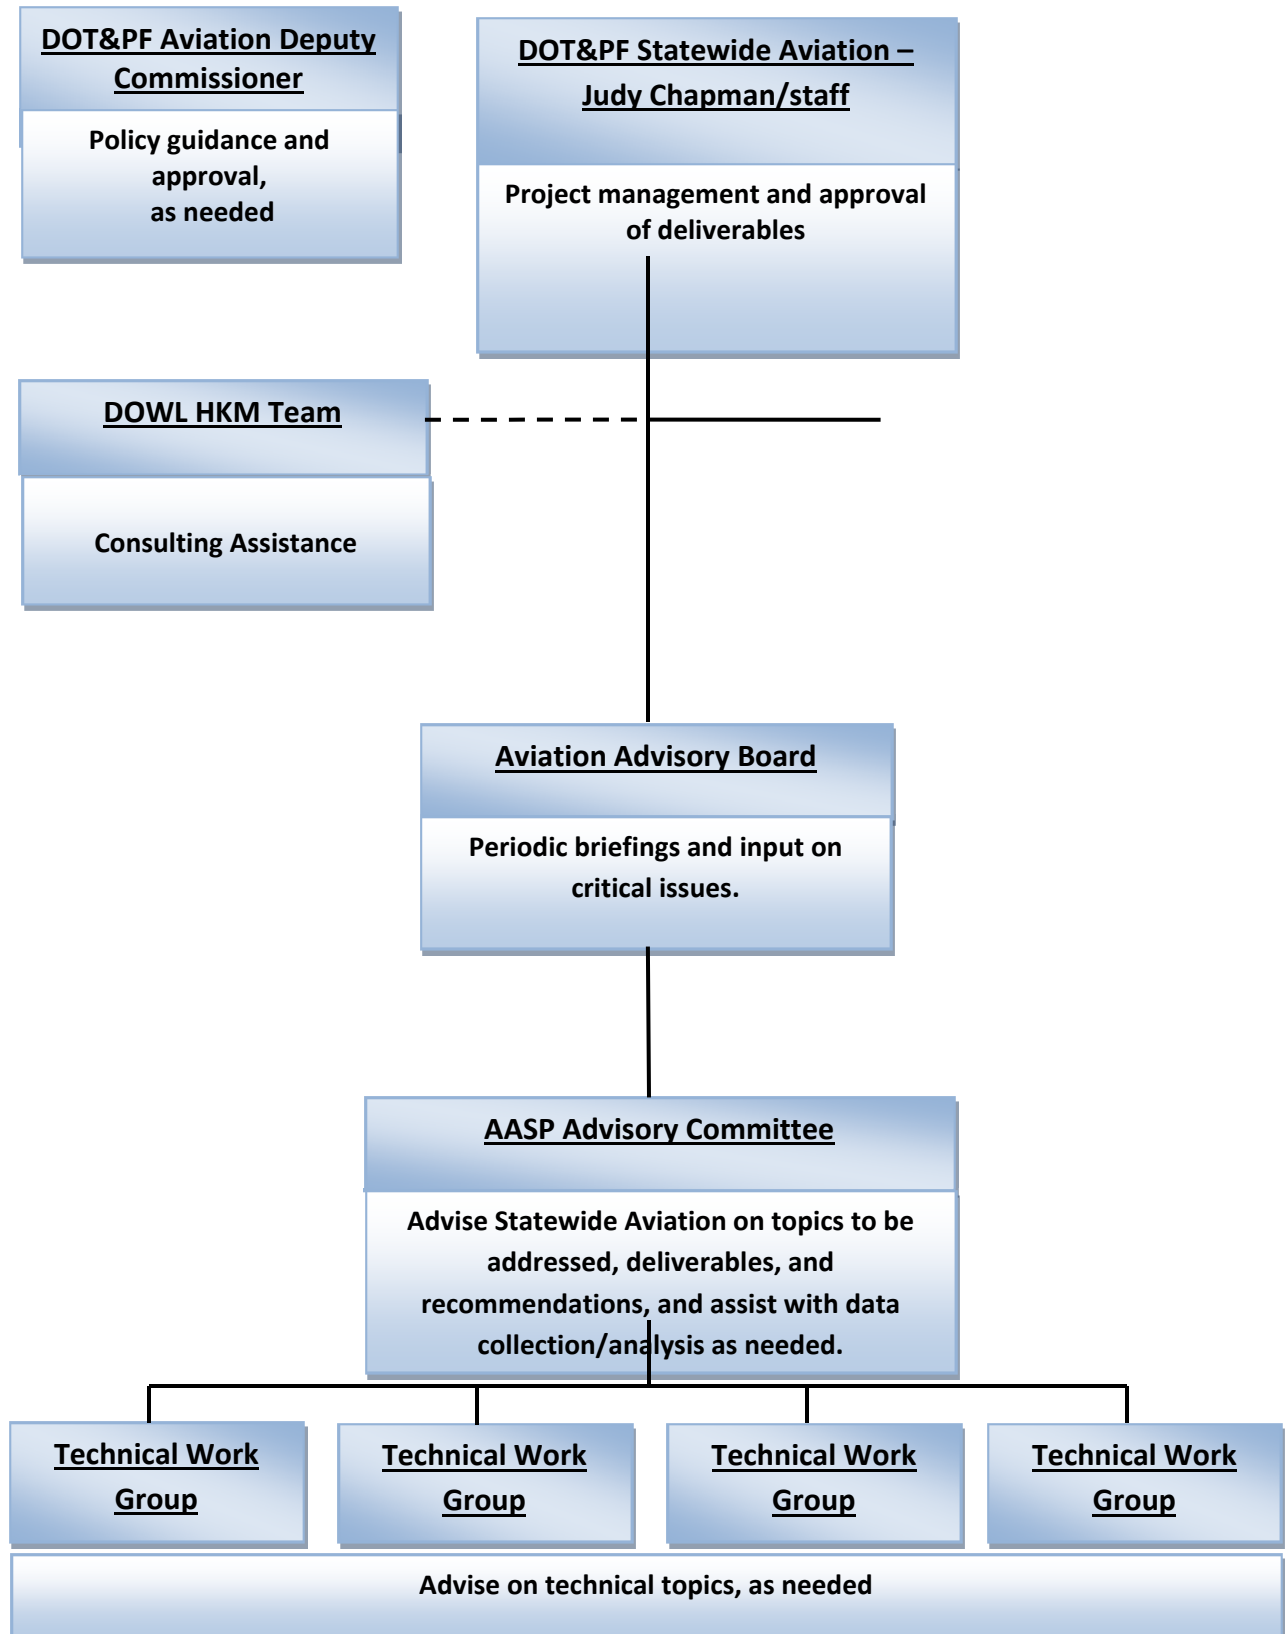 DOT&PF Aviation Deputy
Commissioner
Policy guidance and
approval,
as needed
DOT&PF Statewide Aviation –
Judy Chapman/staff
Project management and approval
of deliverables
DOWL HKM Team
Consulting Assistance
Aviation Advisory Board
Periodic briefings and input on
critical issues.
AASP Advisory Committee
Advise Statewide Aviation on topics to be
addressed, deliverables, and
recommendations, and assist with data
collection/analysis as needed.
Technical Work
Group
Technical Work
Group
Technical Work
Group
Technical Work
Group
Advise on technical topics, as needed